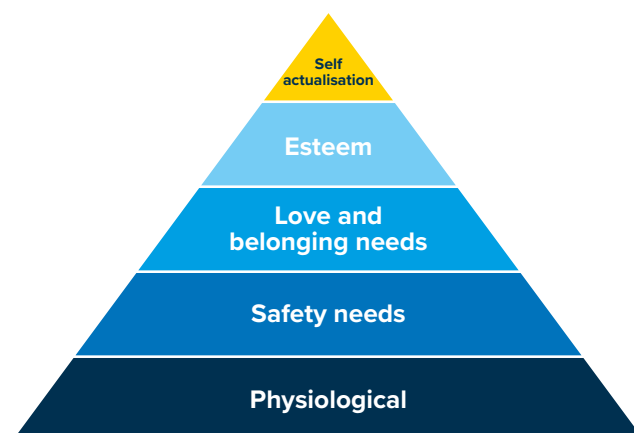 Self
actualisation
Esteem
Love and
belonging needs
Safety needs
Physiological